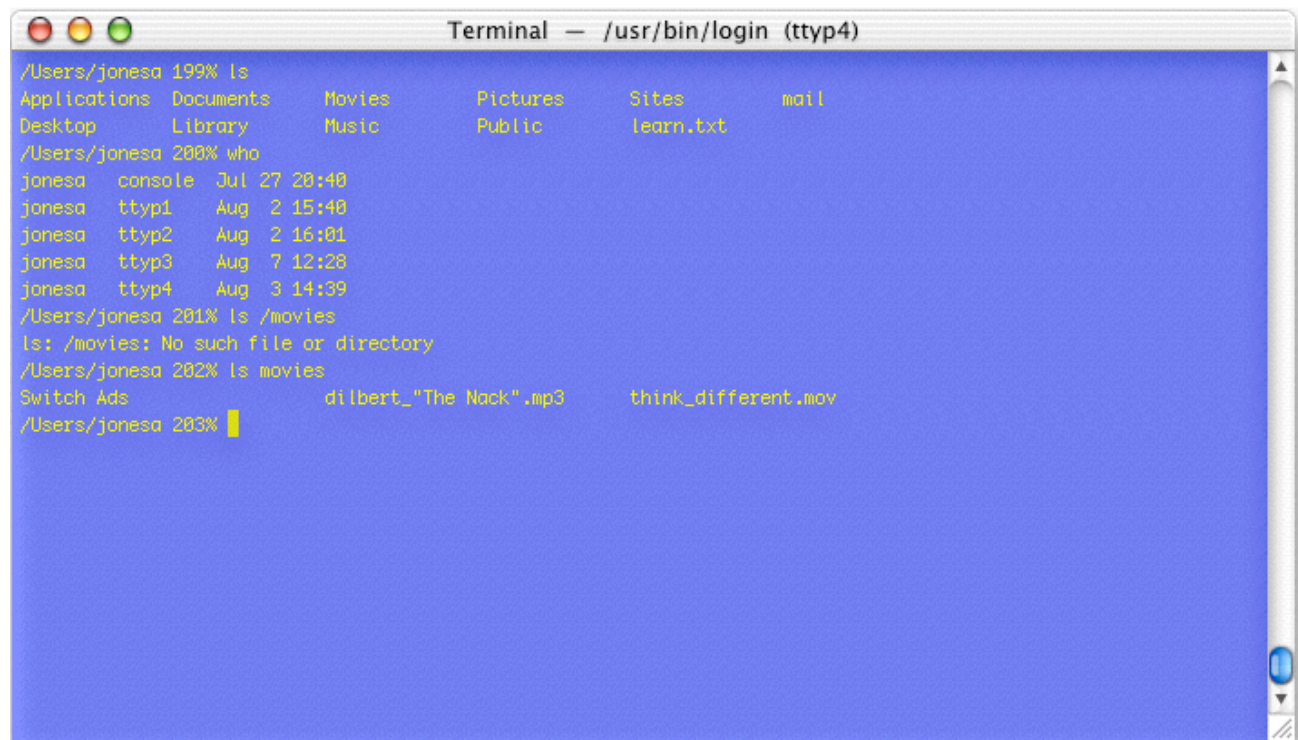 Terminal — /usr/bin/login (ttyp4)
/Users/jonesa 199% ls
Applications Documents Movies Pictures Sites mail
Desktop Library Music Public learn.txt
/Users/jonesa 200% who
jonesa console Jul 27 20:40
jonesa ttyp1 Aug 2 15:40
jonesa ttyp2 Aug 2 16:01
jonesa ttyp3 Aug 7 12:28
jonesa ttyp4 Aug 3 14:39
/Users/jonesa 201% ls /movies
ls: /movies: No such file or directory
/Users/jonesa 202% ls movies
Switch Ads dilbert_"The Nack".mp3 think_different.mov
/Users/jonesa 203%